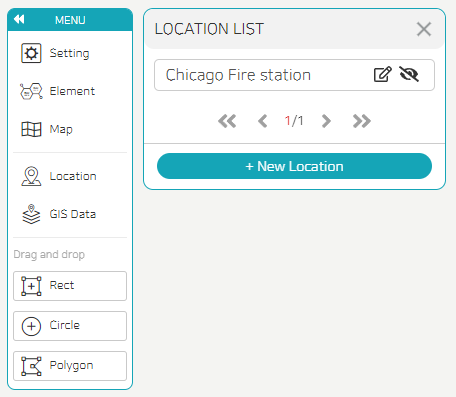 MENU
Setting
Element
Map
Location
GIS Data
Drag and drop
Rect
Circle
Polygon
LOCATION LIST
Chicago Fire station
1/1
+ New Location